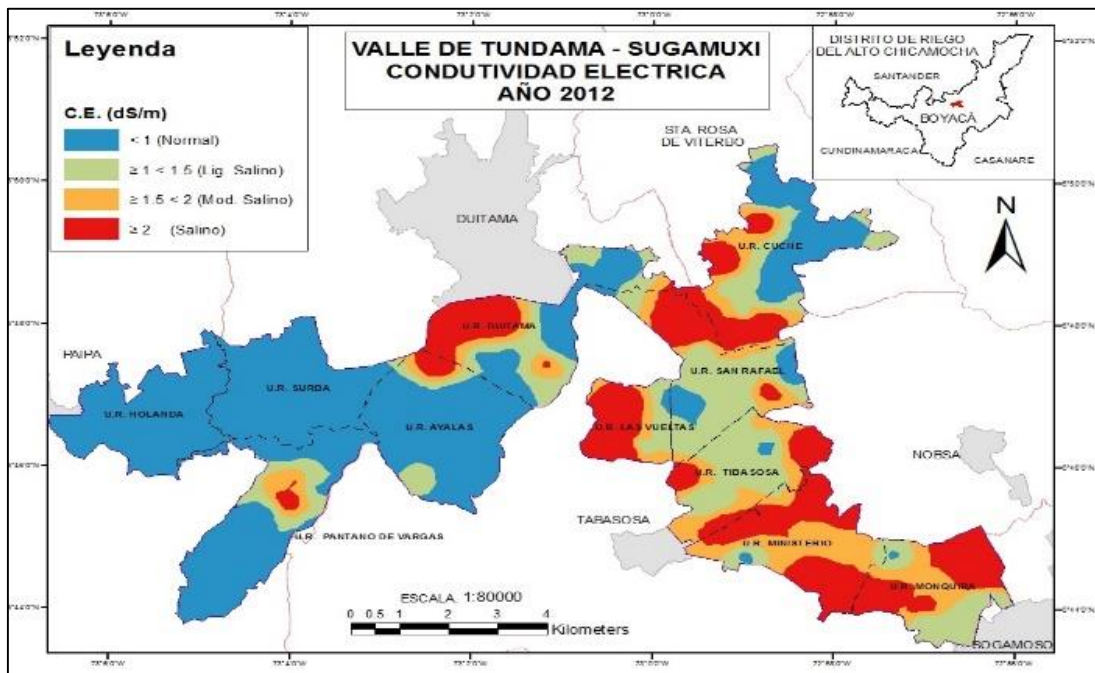 Leyenda
C.E. (dS/m)
< 1 (Normal)
≥ 1 < 1.5 (Lig. Salino)
≥ 1.5 < 2 (Mod. Salino)
≥ 2 (Salino)
VALLE DE TUNDAMA - SUGAMUXI
CONDUTIVIDAD ELECTRICA
AÑO 2012
DISTRITO DE RIEGO
DEL ALTO CHICAMOCHA
SANTANDER
BOYACÁ
CUNDINAMARCA
CASANARE
STA. ROSA
DE VITERBO
N
DUITAMA
U.R. CUCHE
U.R. DUITAMA
PAIPA
U.R. SURBA
U.R. SAN RAFAEL
U.R. HOLANDA
U.R. AYALAS
U.R. LAS VUELTAS
NOBSA
U.R. TIBASOSA
TABASOSA
U.R. PANTANO DE VARGAS
U.R. MINISTERIO
U.R. MONQUIRA
ESCALA 1:80000
0 0.5 1 2 3 4
Kilometers
SOGAMOSO